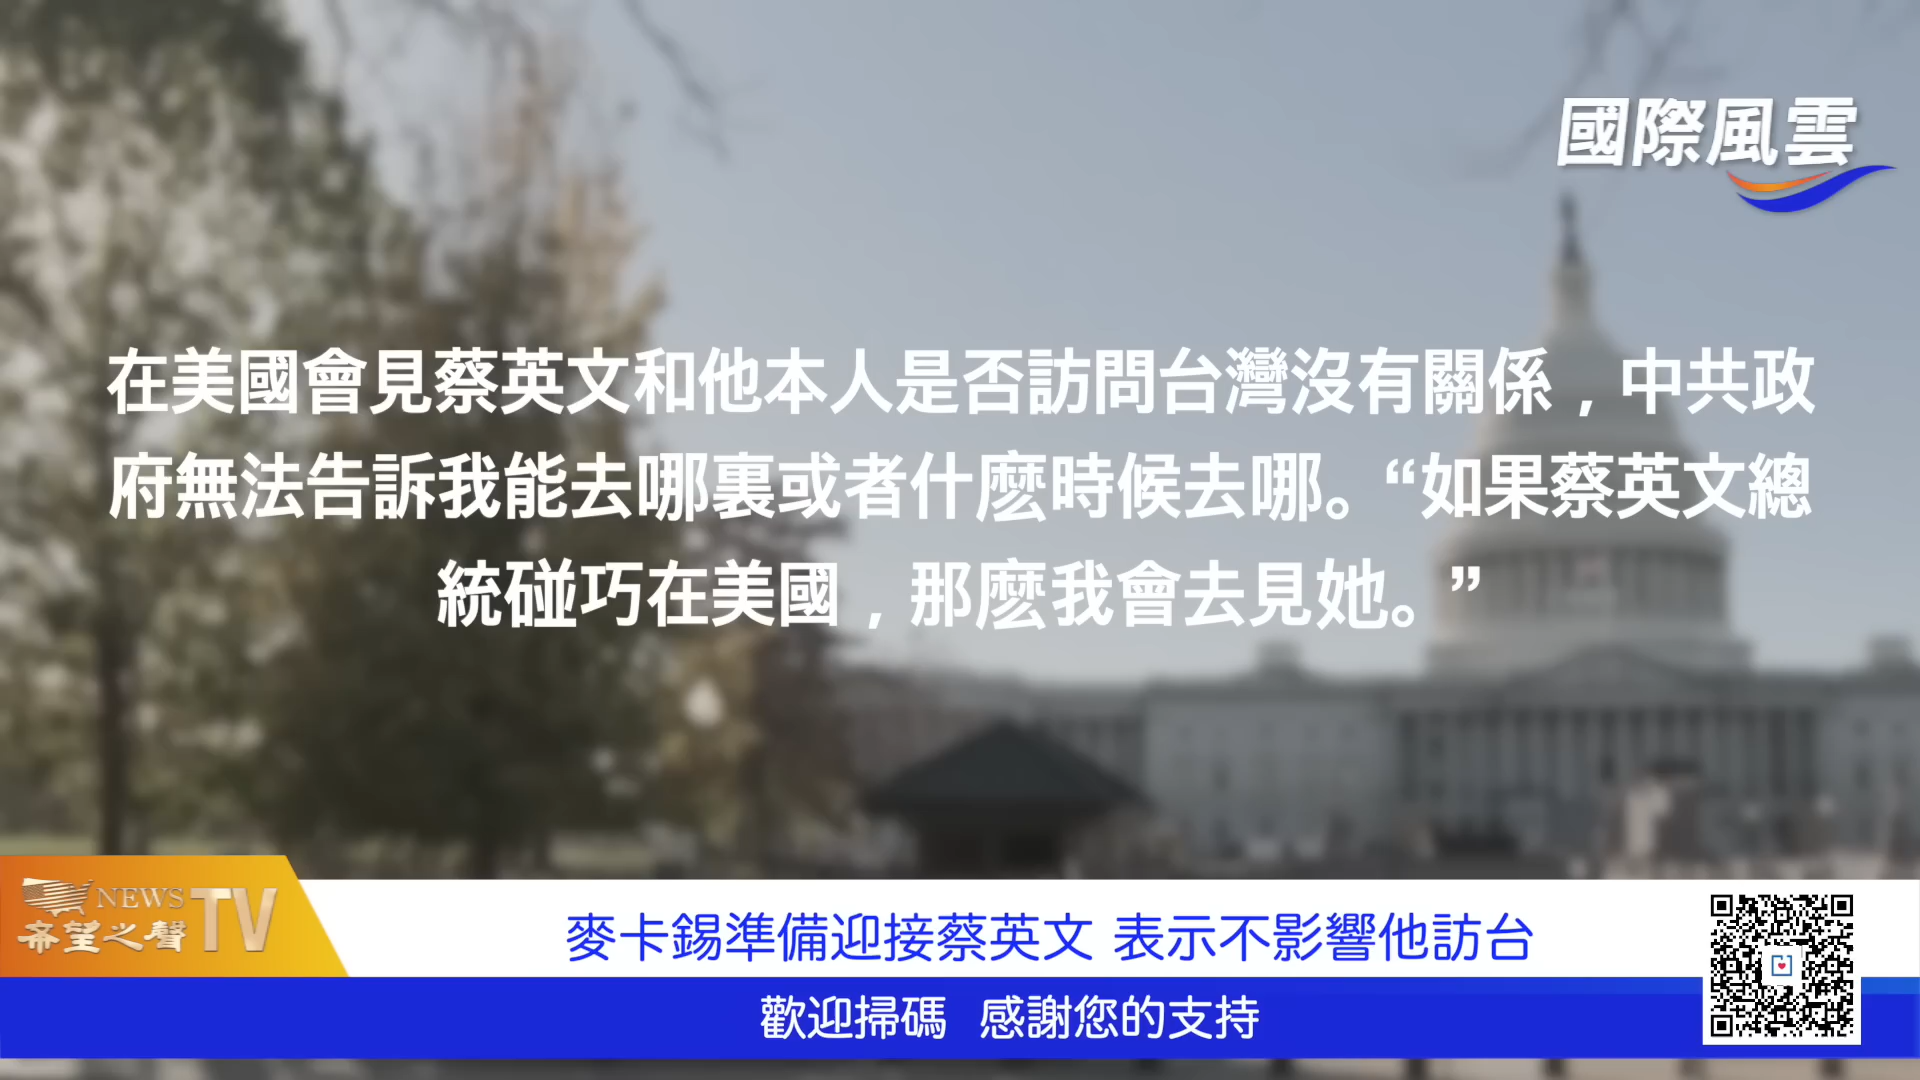 國際風雲
在美國會見蔡英文和他本人是否訪問台灣沒有關係，中共政
府無法告訴我能去哪裏或者什麼時候去哪。“如果蔡英文總
統碰巧在美國，那麼我會去見她。”
NEWS
希望之聲 TV
麥卡錫準備迎接蔡英文 表示不影響他訪台
歡迎掃碼 感謝您的支持